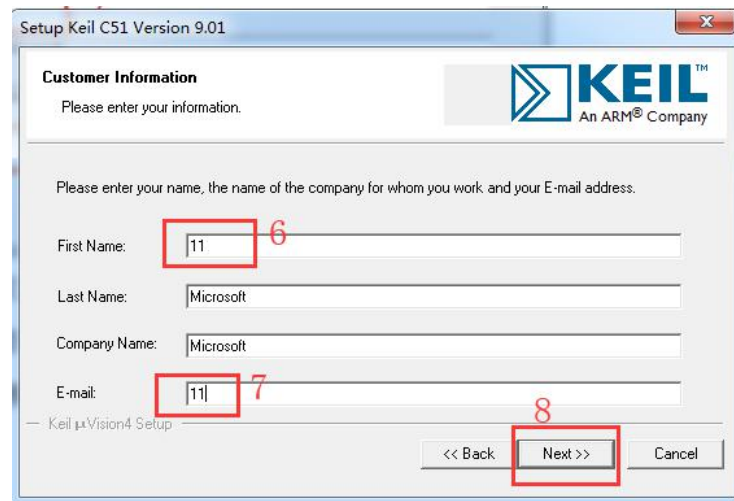 Setup Keil C51 Version 9.01
Customer Information
Please enter your information.
KEIL™
An ARM® Company
Please enter your name, the name of the company for whom you work and your E-mail address.
First Name: 11 6
Last Name: Microsoft
Company Name: Microsoft
E-mail: 11 7
Keil µVision4 Setup
8
<< Back Next >> Cancel